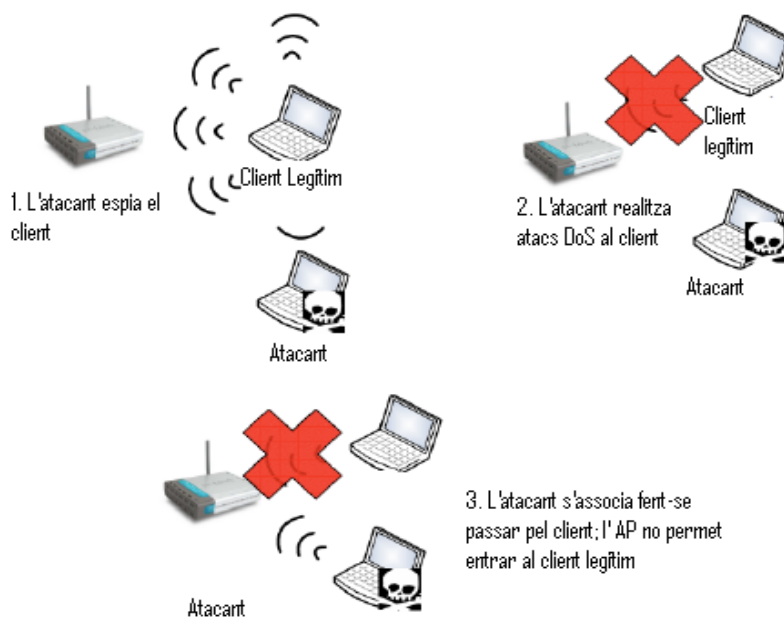 Client Legítim
1. L'atacant espia el
client
Atacant
Client
legítim
2. L'atacant realitza
atacs DoS al client
Atacant
3. L'atacant s'associa fent-se
passar pel client; l'AP no permet
entrar al client legítim
Atacant